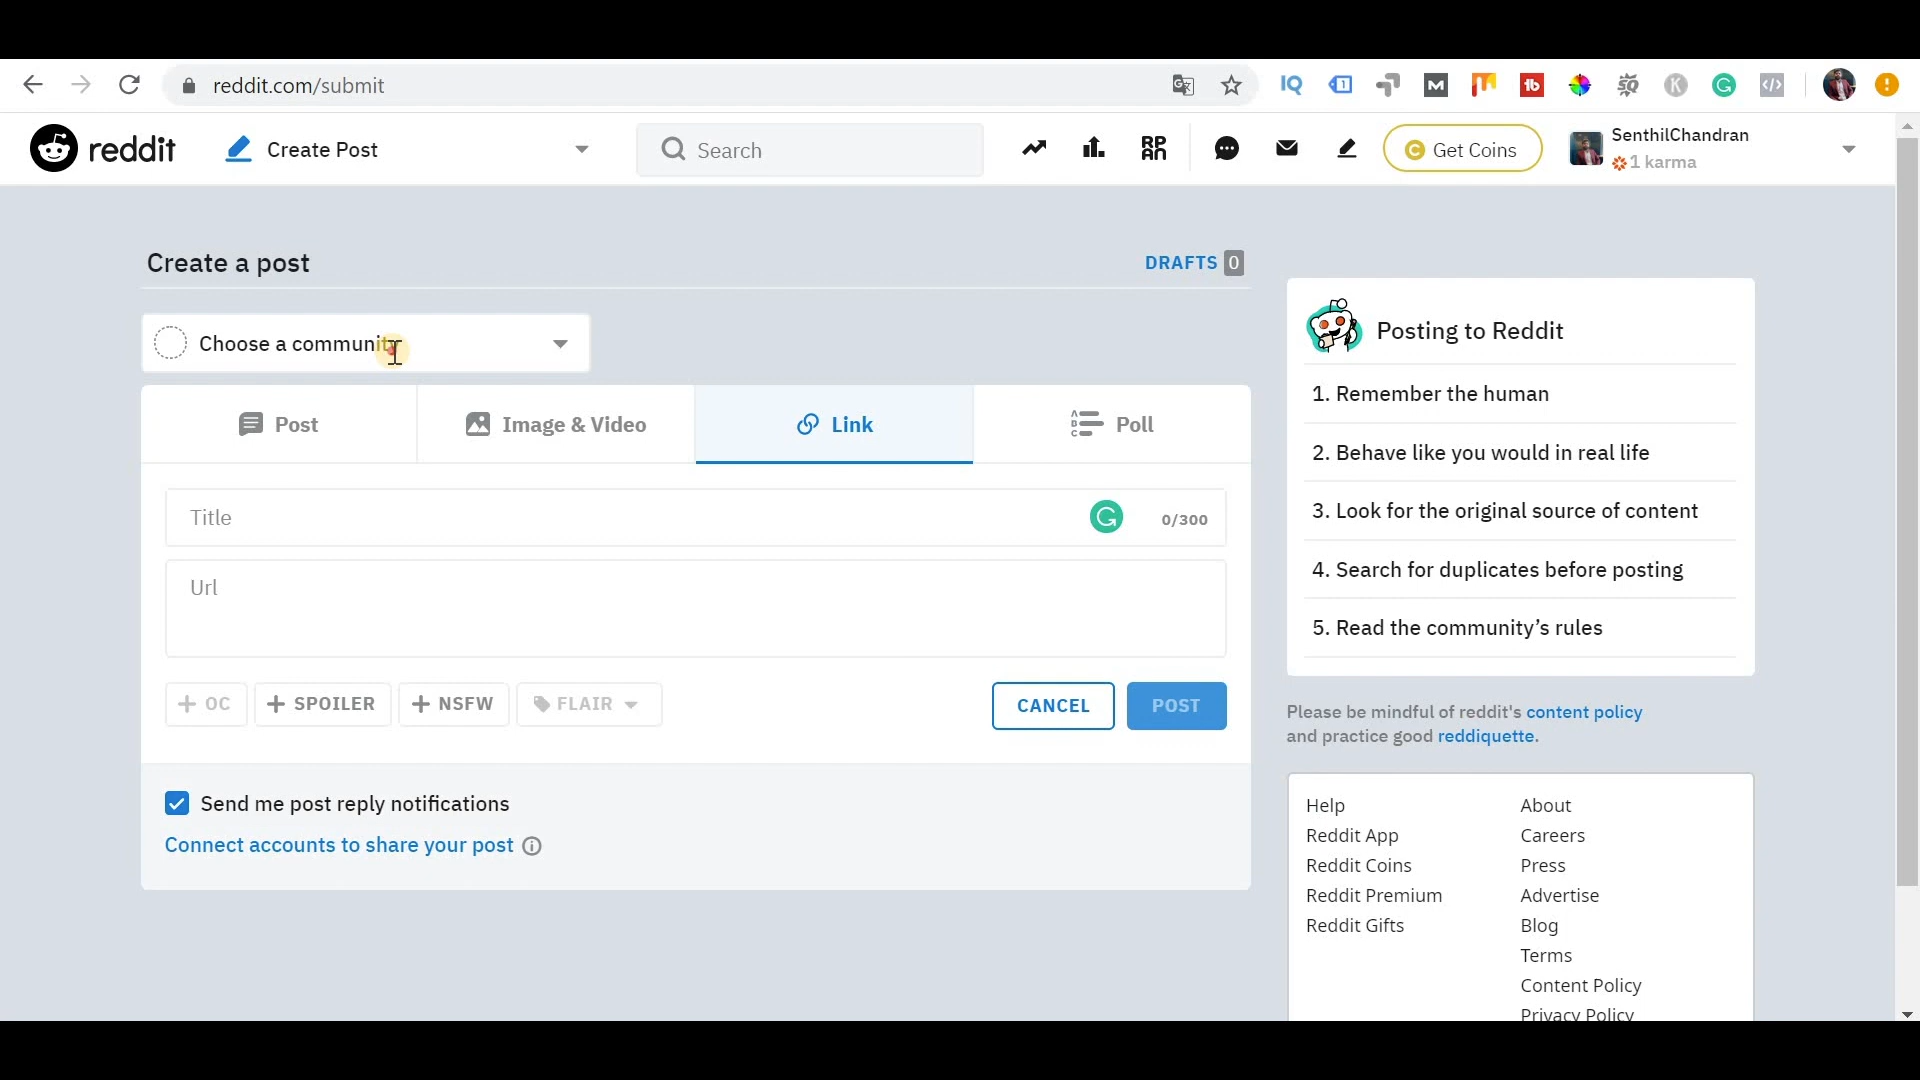 reddit.com/submit
reddit
Create Post
Search
RPAN
Get Coins
SenthilChandran
1 karma
Create a post
DRAFTS 0
Choose a community
Post
Image & Video
Link
Poll
Title
0/300
Url
+ OC
+ SPOILER
+ NSFW
FLAIR
CANCEL
POST
Send me post reply notifications
Connect accounts to share your post
Posting to Reddit
1. Remember the human
2. Behave like you would in real life
3. Look for the original source of content
4. Search for duplicates before posting
5. Read the community’s rules
Please be mindful of reddit's content policy
and practice good reddiquette.
Help
Reddit App
Reddit Coins
Reddit Premium
Reddit Gifts
About
Careers
Press
Advertise
Blog
Terms
Content Policy
Privacy Policy